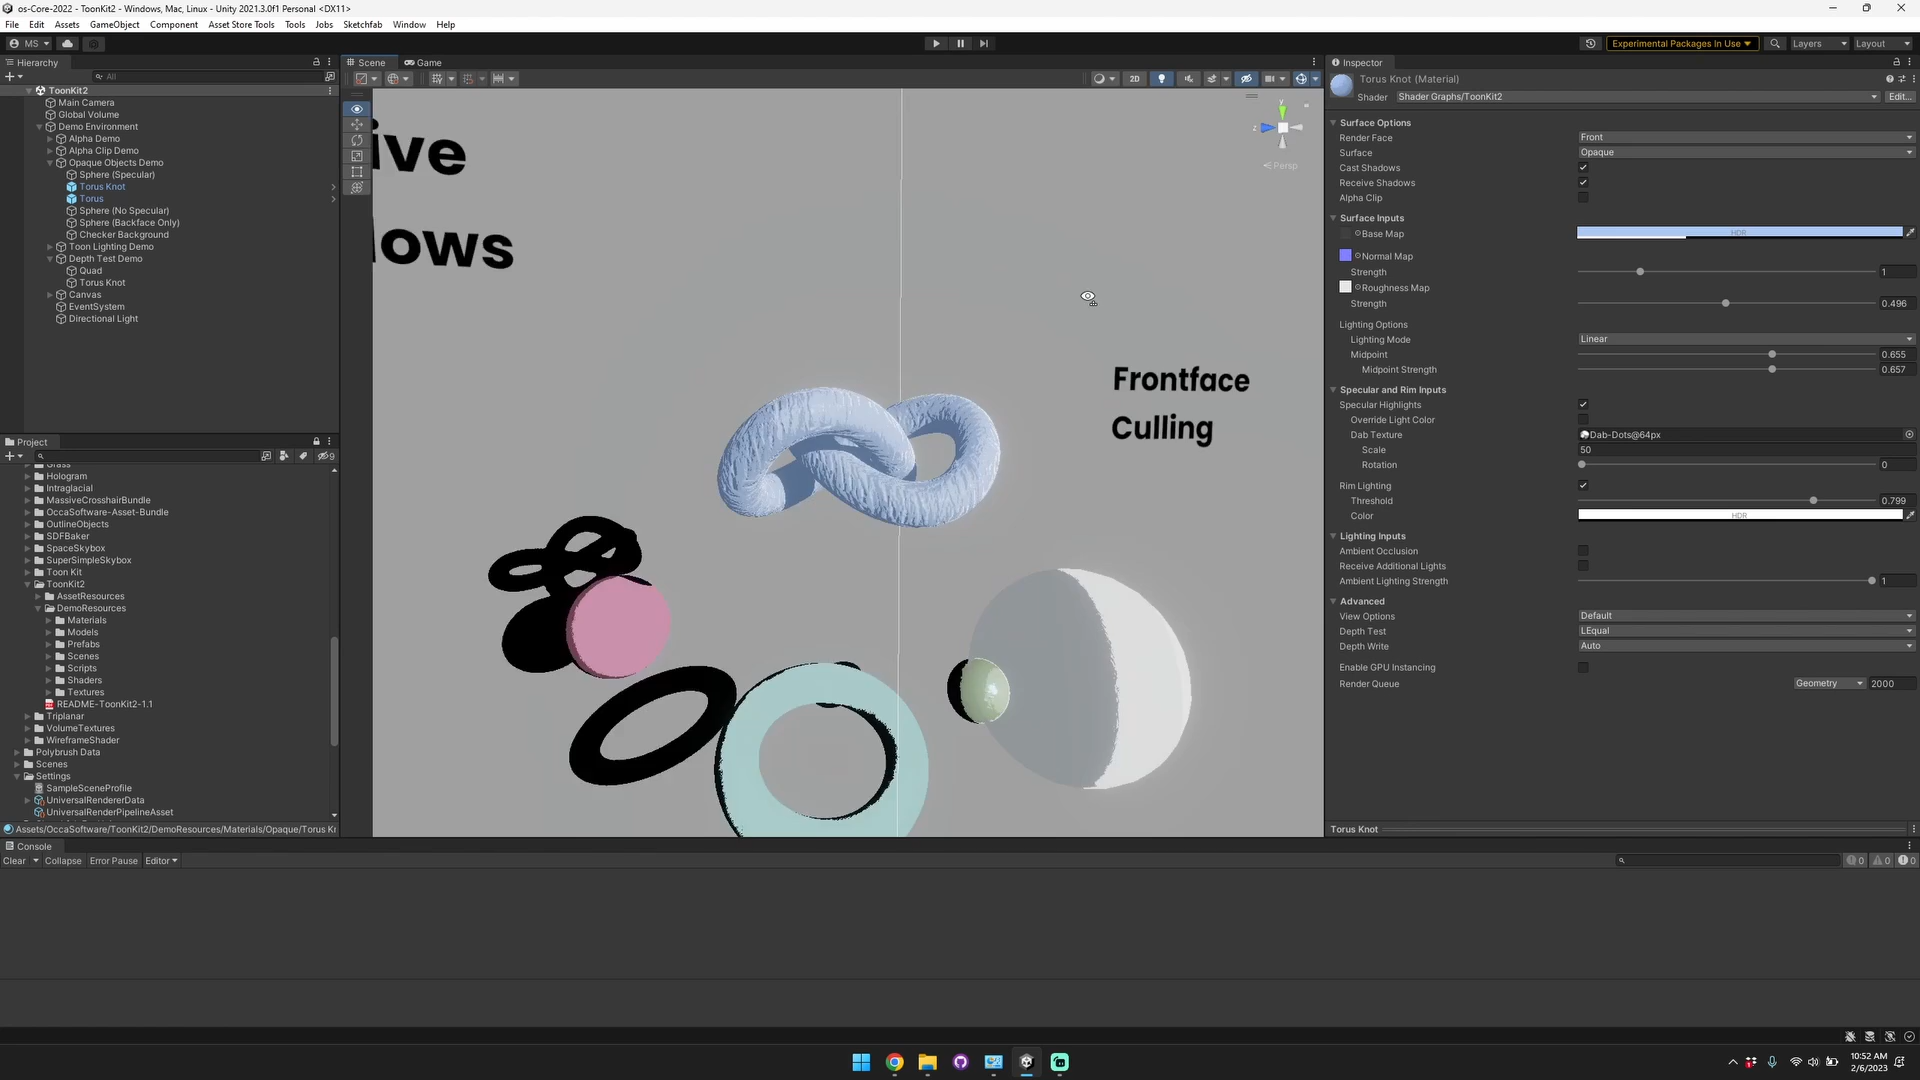 os-Core-2022 - ToonKit2 - Windows, Mac, Linux - Unity 2021.3.0f1 Personal <DX11>
File Edit Assets GameObject Component Asset Store Tools Tools Jobs Sketchfab Window Help
MS
Experimental Packages In Use
Layers
Layout
Hierarchy
All
ToonKit2
Main Camera
Global Volume
Demo Environment
Alpha Demo
Alpha Clip Demo
Opaque Objects Demo
Sphere (Specular)
Torus Knot
Torus
Sphere (No Specular)
Sphere (Backface Only)
Checker Background
Toon Lighting Demo
Depth Test Demo
Quad
Torus Knot
Canvas
EventSystem
Directional Light
Project
9
Grass
Hologram
Intraglacial
MassiveCrosshairBundle
OccaSoftware-Asset-Bundle
OutlineObjects
SDFBaker
SpaceSkybox
SuperSimpleSkybox
Toon Kit
ToonKit2
AssetResources
DemoResources
Materials
Models
Prefabs
Scenes
Scripts
Shaders
Textures
README-ToonKit2-1.1
Triplanar
VolumeTextures
WireframeShader
Polybrush Data
Scenes
Settings
SampleSceneProfile
UniversalRendererData
UniversalRenderPipelineAsset
Assets/OccaSoftware/ToonKit2/DemoResources/Materials/Opaque/Torus Kr
Scene Game
2D
ive
lows
y
z
Persp
Frontface
Culling
Inspector
Torus Knot (Material)
Shader Shader Graphs/ToonKit2 Edit...
Surface Options
Render Face Front
Surface Opaque
Cast Shadows
Receive Shadows
Alpha Clip
Surface Inputs
Base Map HDR
Normal Map
Strength 1
Roughness Map
Strength 0.496
Lighting Options
Lighting Mode Linear
Midpoint 0.655
Midpoint Strength 0.657
Specular and Rim Inputs
Specular Highlights
Override Light Color
Dab Texture Dab-Dots@64px
Scale 50
Rotation 0
Rim Lighting
Threshold 0.799
Color HDR
Lighting Inputs
Ambient Occlusion
Receive Additional Lights
Ambient Lighting Strength 1
Advanced
View Options Default
Depth Test LEqual
Depth Write Auto
Enable GPU Instancing
Render Queue Geometry 2000
Torus Knot
Console
Clear Collapse Error Pause Editor
0 0 0
10:52 AM
2/6/2023